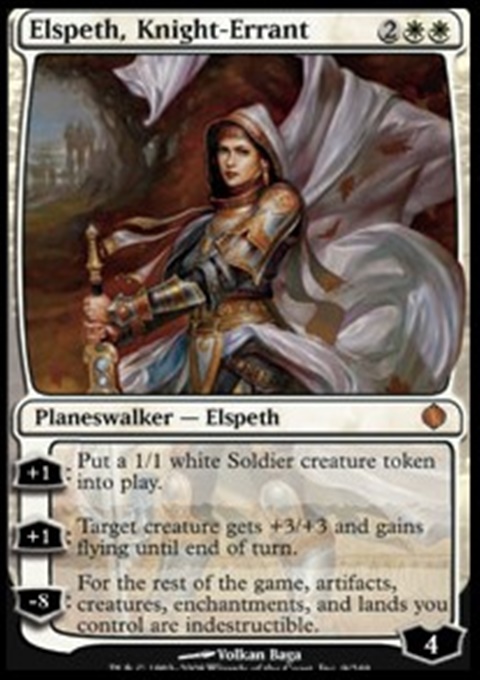 Elspeth, Knight-Errant 2
Planeswalker — Elspeth
+1: Put a 1/1 white Soldier creature token
into play.
+1: Target creature gets +3/+3 and gains
flying until end of turn.
-8: For the rest of the game, artifacts,
creatures, enchantments, and lands you
control are indestructible.
4
Volkan Baga